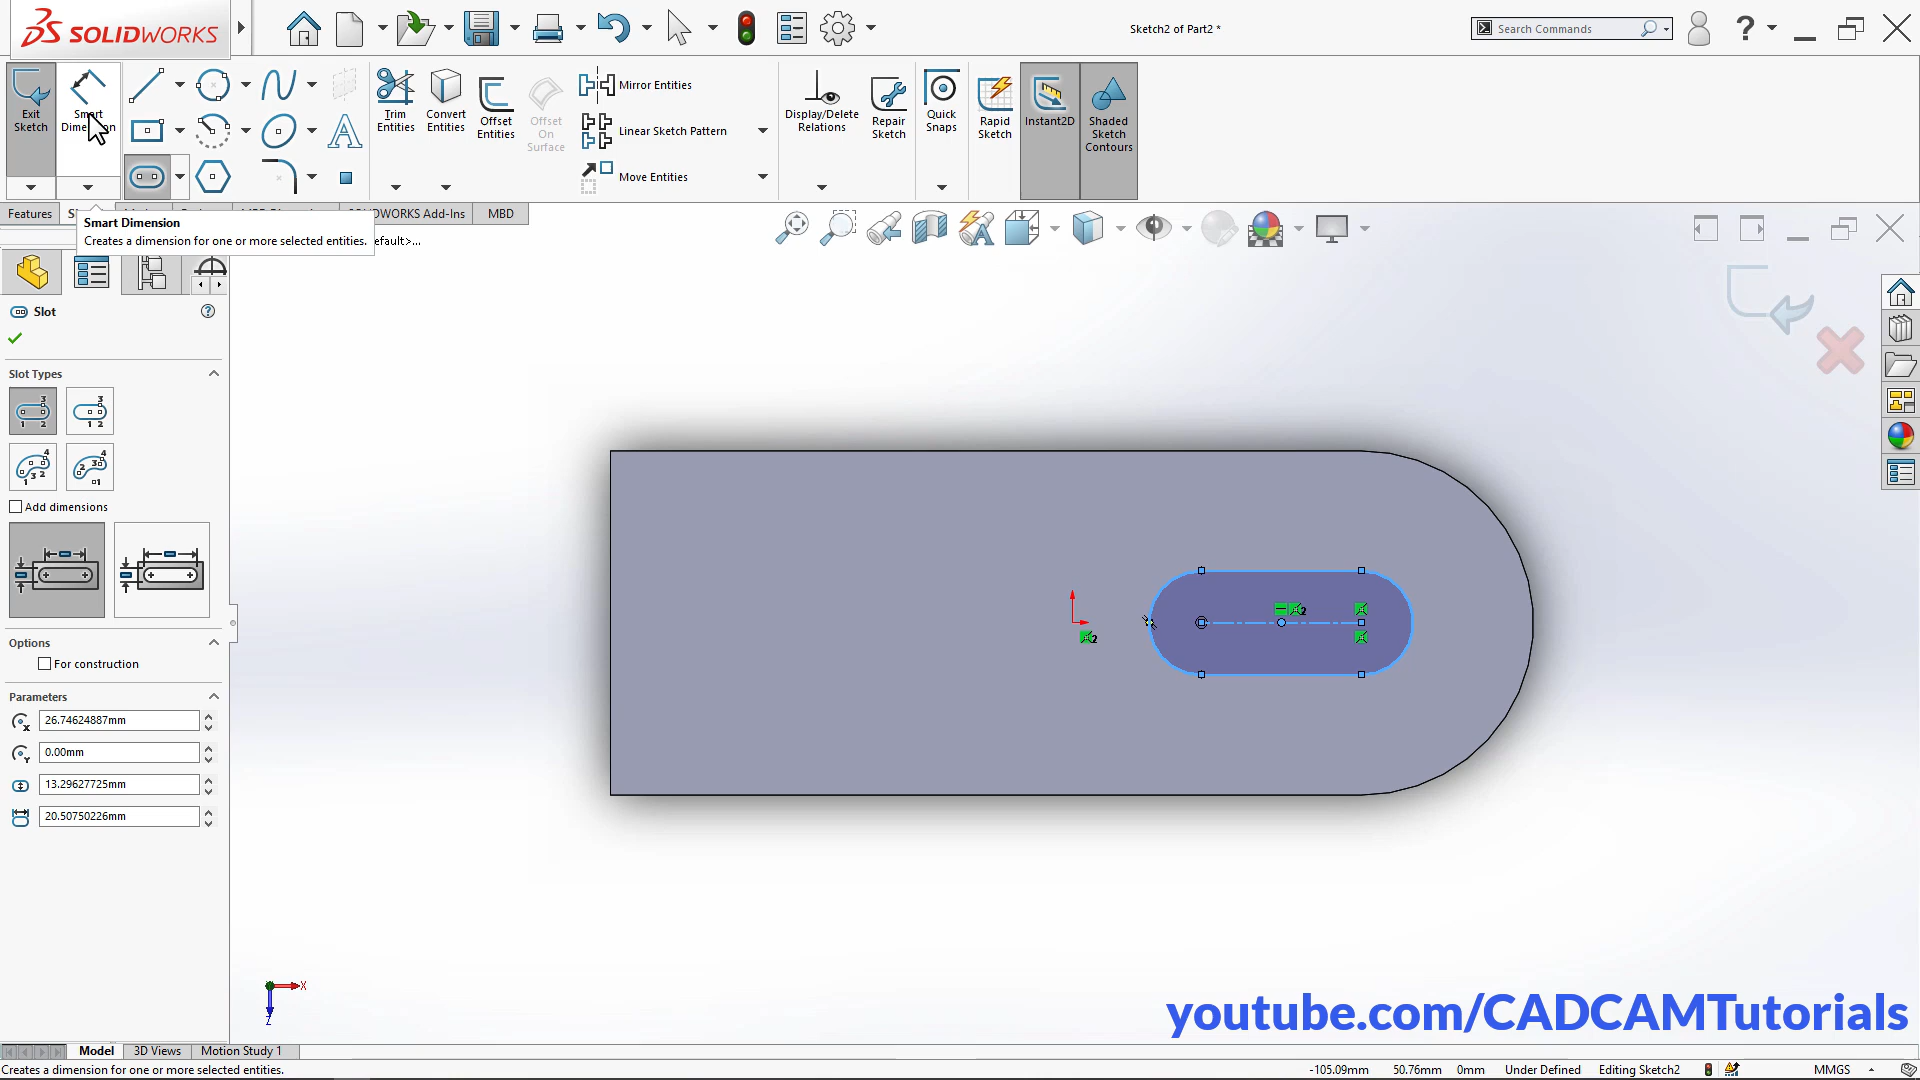 SOLIDWORKS
Sketch2 of Part2 *
Search Commands
Exit
Sketch
Smart
Dimension
Trim
Entities
Convert
Entities
Offset
Entities
Offset
On
Surface
Mirror Entities
Linear Sketch Pattern
Move Entities
Display/Delete
Relations
Repair
Sketch
Quick
Snaps
Rapid
Sketch
Instant2D
Shaded
Sketch
Contours
Features
SOLIDWORKS Add-Ins
MBD
Smart Dimension
Creates a dimension for one or more selected entities.
efault>...
Slot
Slot Types
Add dimensions
Options
For construction
Parameters
26.74624887mm
0.00mm
13.29627725mm
20.50750226mm
X
Z
youtube.com/CADCAMTutorials
Model
3D Views
Motion Study 1
Creates a dimension for one or more selected entities.
-105.09mm
50.76mm
0mm
Under Defined
Editing Sketch2
MMGS